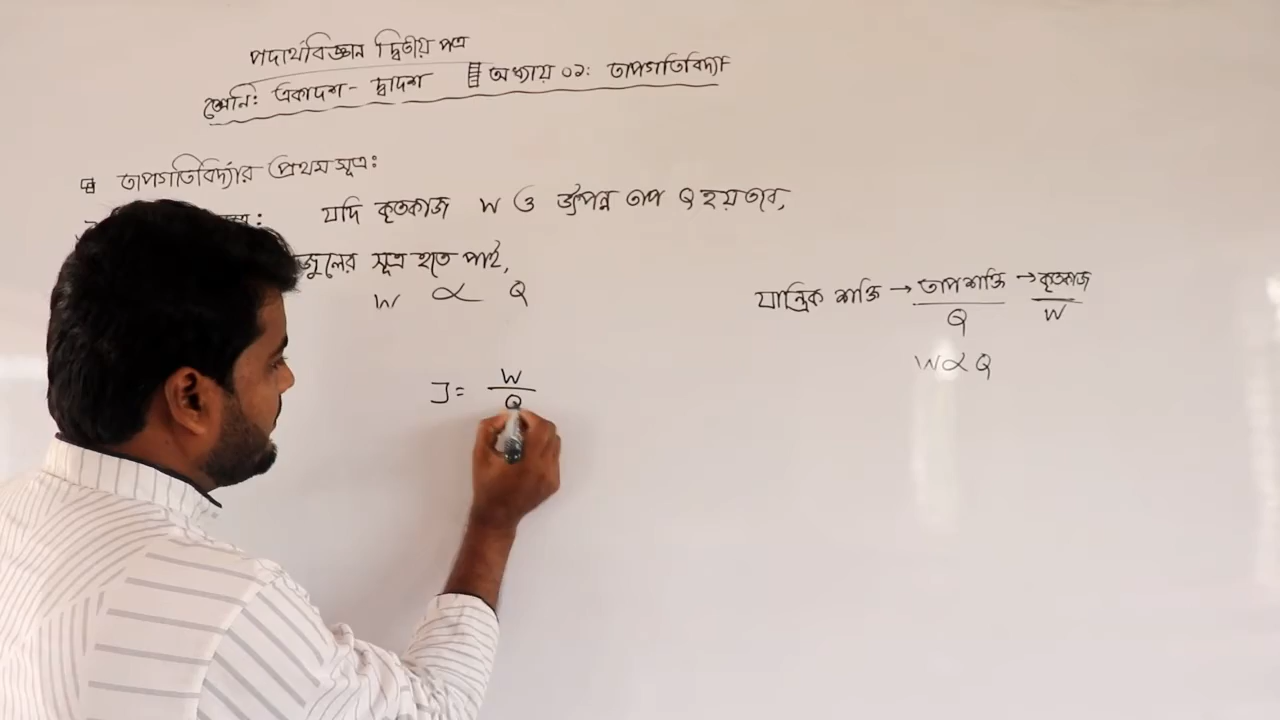 পদার্থবিজ্ঞান দ্বিতীয় পত্র
শ্রেনি: একাদশ - দ্বাদশ অধ্যায় ০১: তাপগতিবিদ্যা
তাপগতিবিদ্যার প্রথম সূত্র:
যদি কৃতকাজ W ও উৎপন্ন তাপ Q হয় তবে,
জুলের সূত্র হতে পাই,
W ∝ Q
J = W
Q
যান্ত্রিক শক্তি → তাপশক্তি → কৃতকাজ
Q W
W ∝ Q